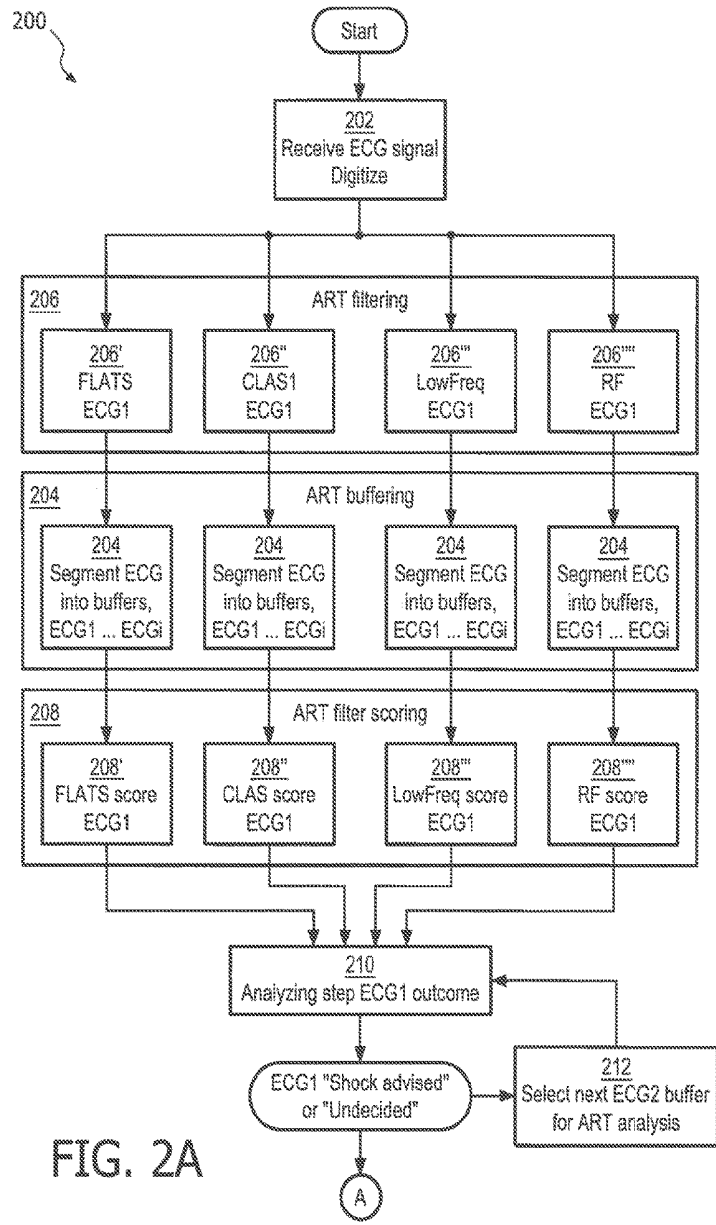 200
Start
202
Receive ECG signal
Digitize
206
ART filtering
206'
FLATS
ECG1
206"
CLAS1
ECG1
206'"
LowFreq
ECG1
206""
RF
ECG1
204
ART buffering
204
Segment ECG
into buffers,
ECG1 ... ECGi
204
Segment ECG
into buffers,
ECG1 ... ECGi
204
Segment ECG
into buffers,
ECG1 ... ECGi
204
Segment ECG
into buffers,
ECG1 ... ECGi
208
ART filter scoring
208'
FLATS score
ECG1
208"
CLAS score
ECG1
208'"
LowFreq score
ECG1
208""
RF score
ECG1
210
Analyzing step ECG1 outcome
ECG1 "Shock advised"
or "Undecided"
212
Select next ECG2 buffer
for ART analysis
A
FIG. 2A